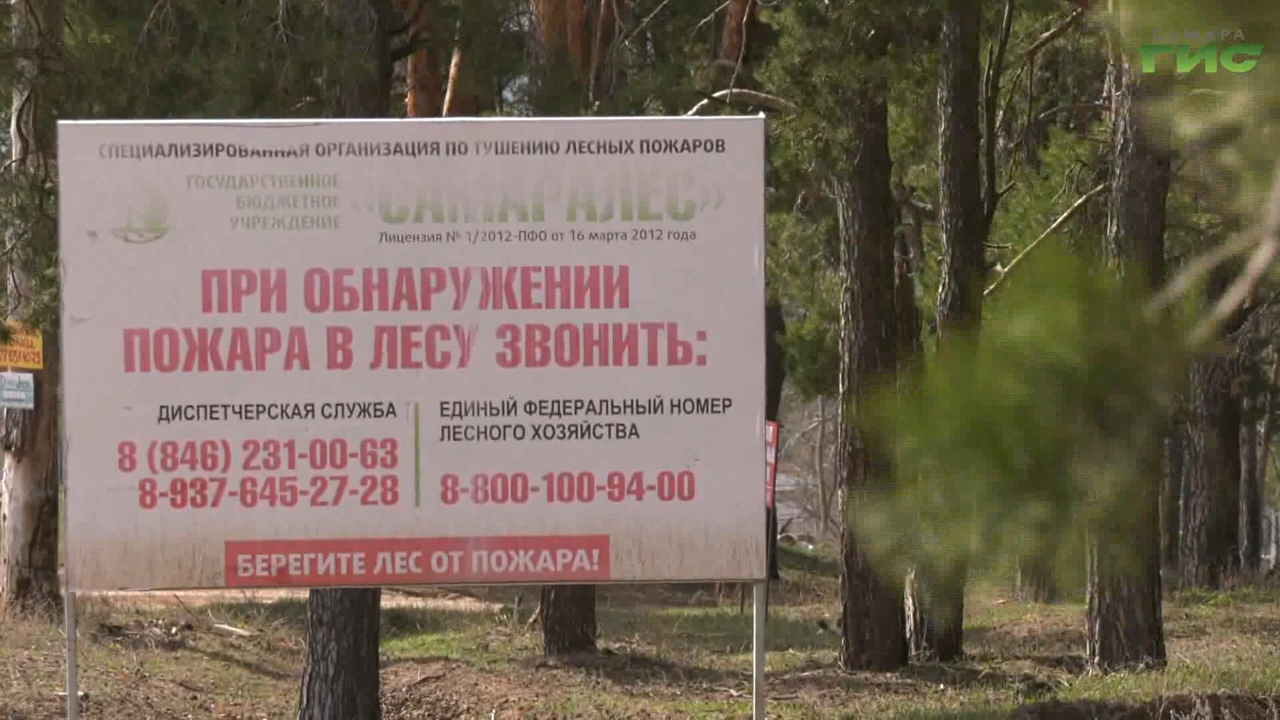 САМАРА
ГИС
СПЕЦИАЛИЗИРОВАННАЯ ОРГАНИЗАЦИЯ ПО ТУШЕНИЮ ЛЕСНЫХ ПОЖАРОВ
ГОСУДАРСТВЕННОЕ
БЮДЖЕТНОЕ
УЧРЕЖДЕНИЕ
«САМАРАЛЕС»
Лицензия № 1/2012-ПФО от 16 марта 2012 года
ПРИ ОБНАРУЖЕНИИ
ПОЖАРА В ЛЕСУ ЗВОНИТЬ:
ДИСПЕТЧЕРСКАЯ СЛУЖБА
8 (846) 231-00-63
8-937-645-27-28
ЕДИНЫЙ ФЕДЕРАЛЬНЫЙ НОМЕР
ЛЕСНОГО ХОЗЯЙСТВА
8-800-100-94-00
БЕРЕГИТЕ ЛЕС ОТ ПОЖАРА!